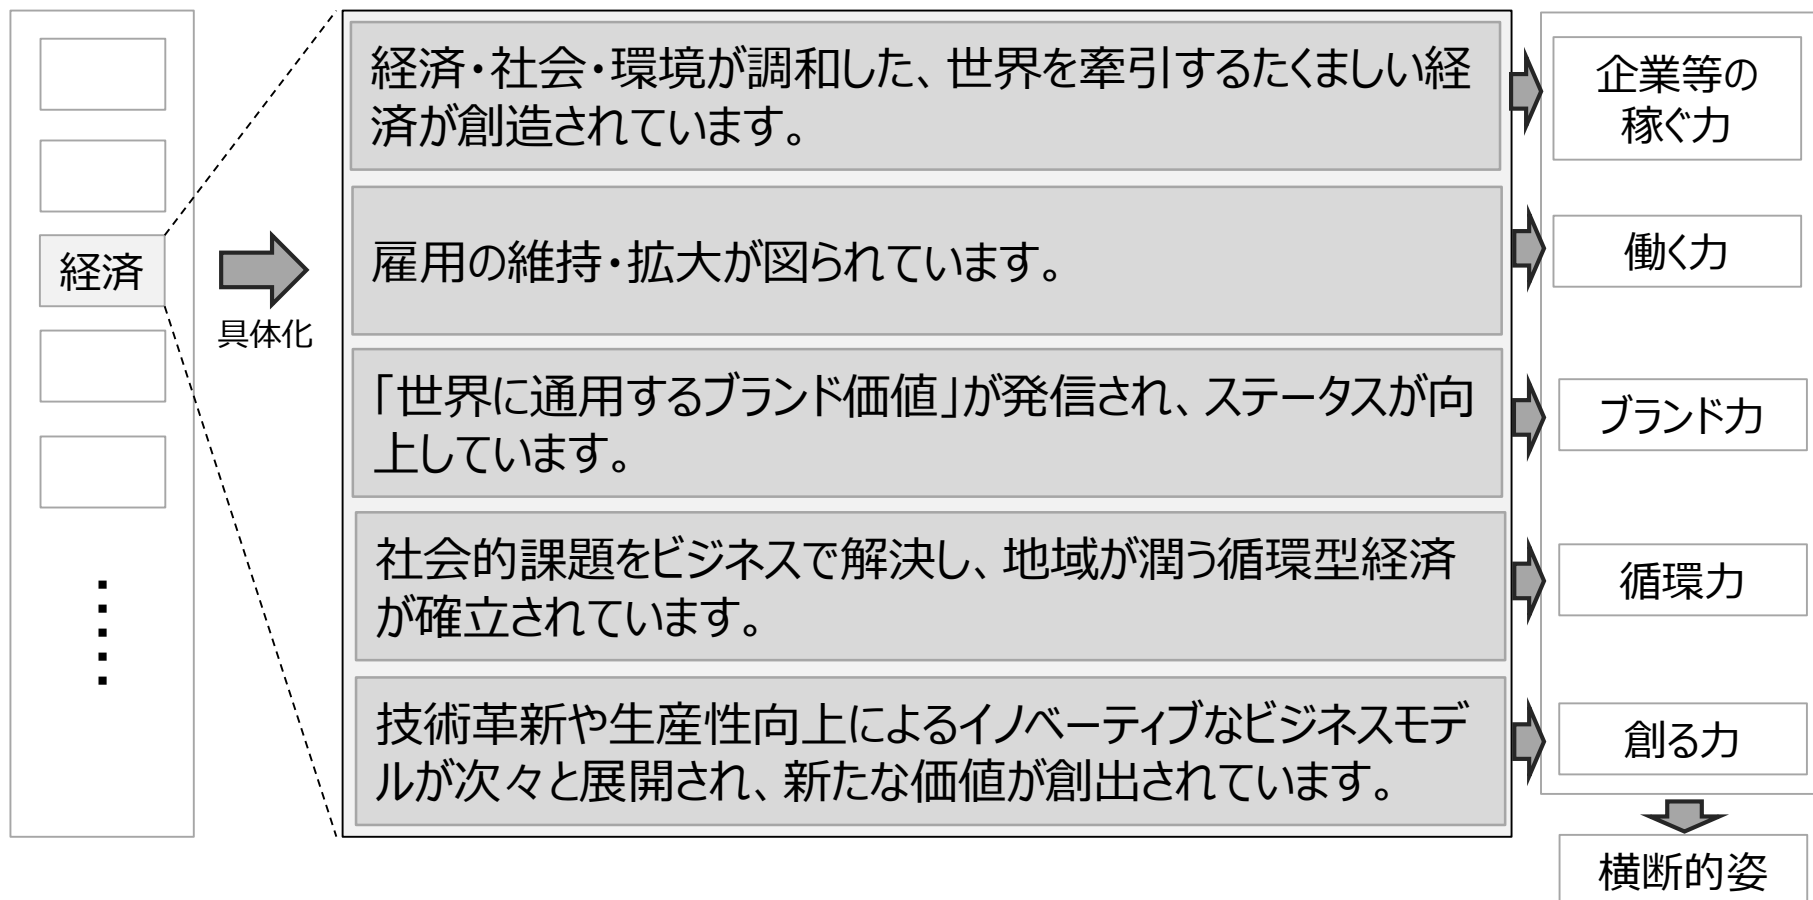 経済
具体化
経済・社会・環境が調和した、世界を牽引するたくましい経
済が創造されています。
雇用の維持・拡大が図られています。
「世界に通用するブランド価値」が発信され、ステータスが向
上しています。
社会的課題をビジネスで解決し、地域が潤う循環型経済
が確立されています。
技術革新や生産性向上によるイノベーティブなビジネスモデ
ルが次々と展開され、新たな価値が創出されています。
企業等の
稼ぐ力
働く力
ブランド力
循環力
創る力
横断的姿